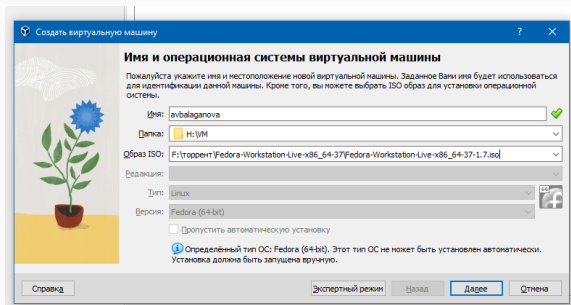 Создать виртуальную машину
Имя и операционная системы виртуальной машины
Пожалуйста укажите имя и местоположение новой виртуальной машины. Заданное Вами имя будет использоваться
для идентификации данной машины. Кроме того, вы можете выбрать ISO образ для установки операционной
системы.
Имя: avbalaganova
Папка: H:\VM
Образ ISO: F:\торрент\Fedora-Workstation-Live-x86_64-37\Fedora-Workstation-Live-x86_64-37-1.7.iso
Редакция:
Тип: Linux
64
Версия: Fedora (64-bit)
Пропустить автоматическую установку
Определённый тип ОС: Fedora (64-bit). Этот тип ОС не может быть установлен автоматически.
Установка должна быть запущена вручную.
Справка Экспертный режим Назад Далее Отмена